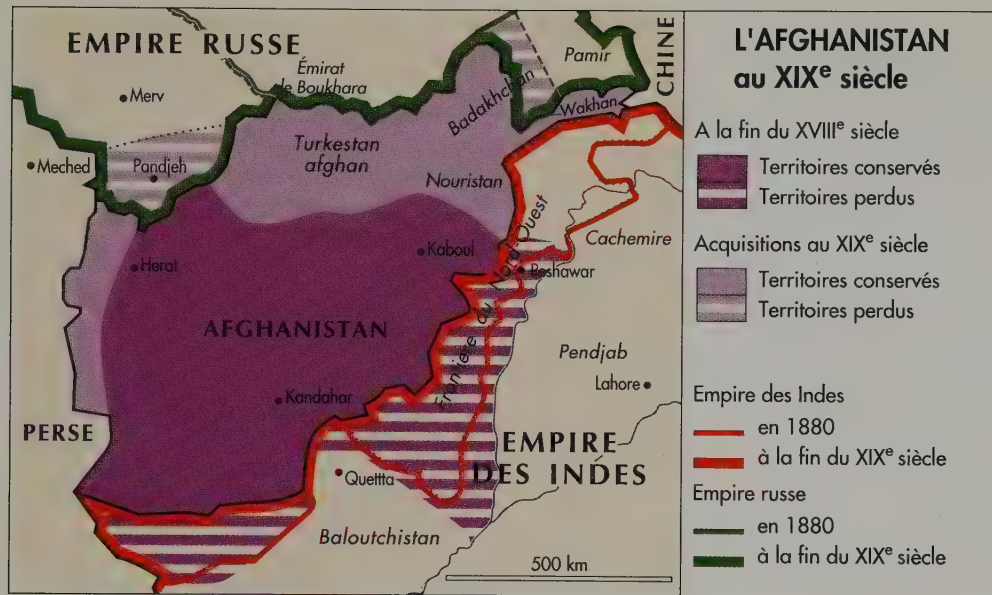 EMPIRE RUSSE
Émirat
de Boukhara
Merv
Meched
Pandjeh
Turkestan
afghan
Badakhchan
Pamir
CHINE
Wakhan
Nouristan
Herat
Kaboul
Frontière du Nord-Ouest
Peshawar
Cachemire
AFGHANISTAN
Pendjab
Lahore
Kandahar
PERSE
EMPIRE
DES INDES
Quettta
Baloutchistan
500 km
L'AFGHANISTAN
au XIXe siècle
A la fin du XVIIIe siècle
Territoires conservés
Territoires perdus
Acquisitions au XIXe siècle
Territoires conservés
Territoires perdus
Empire des Indes
en 1880
à la fin du XIXe siècle
Empire russe
en 1880
à la fin du XIXe siècle